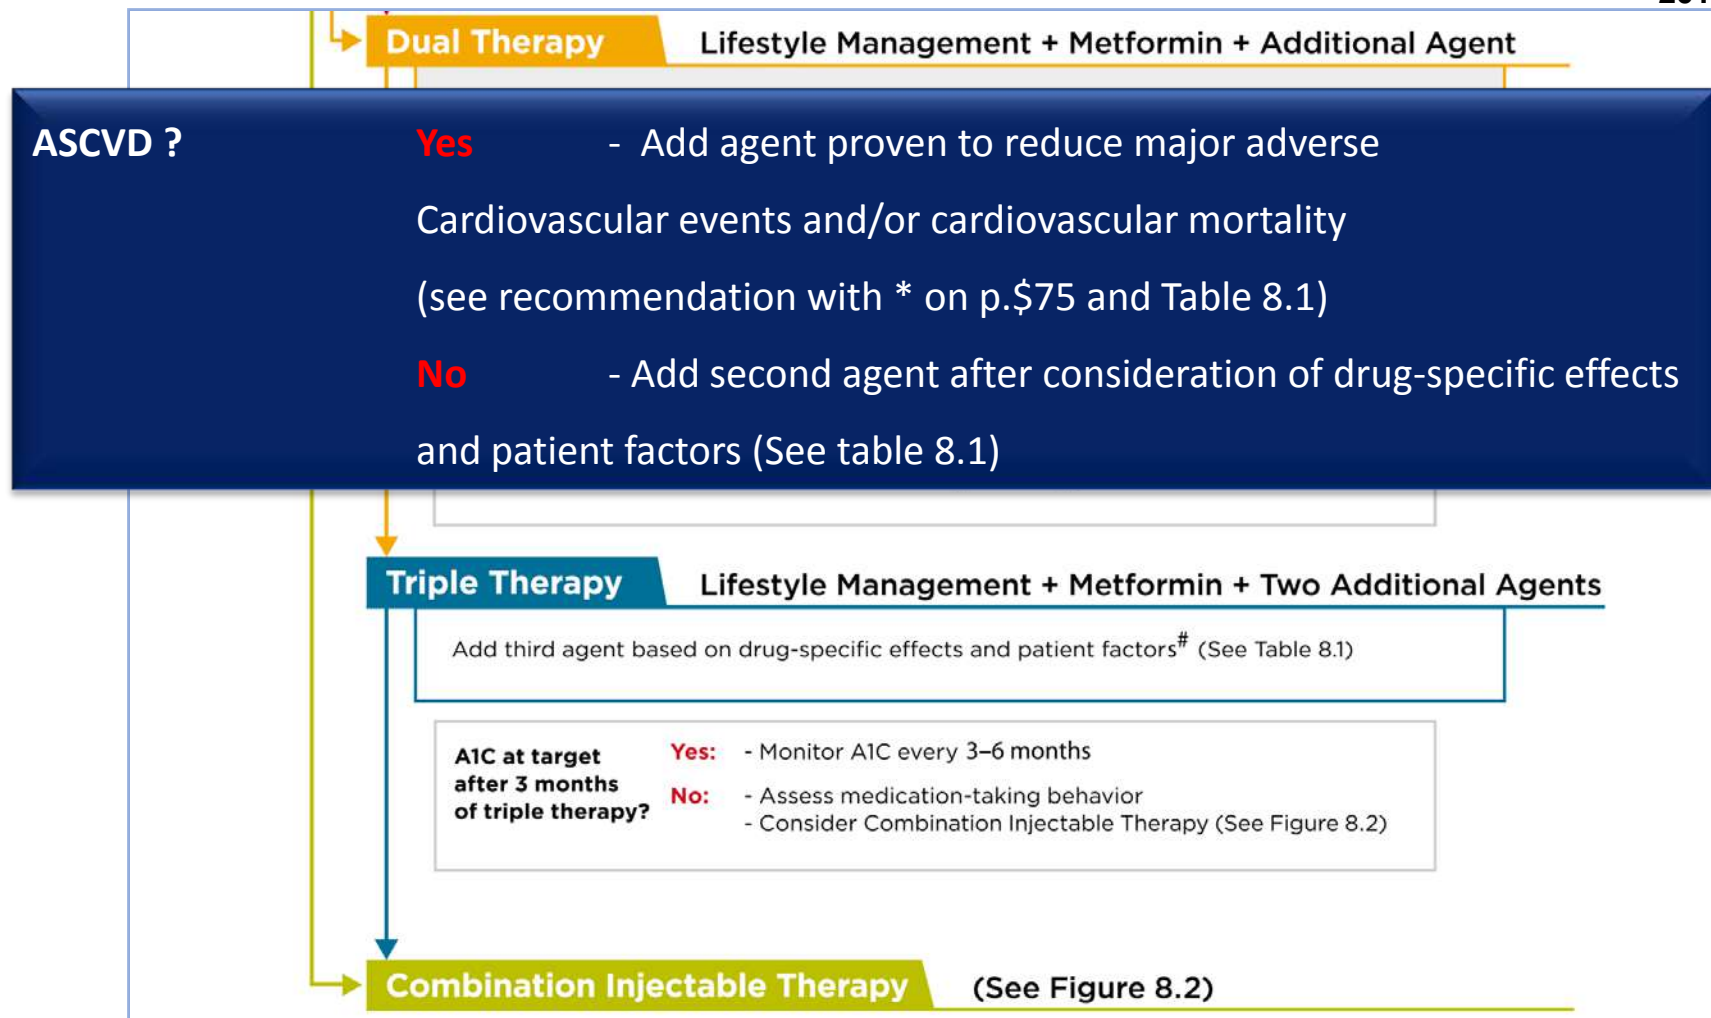 Dual Therapy Lifestyle Management + Metformin + Additional Agent
ASCVD ? Yes - Add agent proven to reduce major adverse
Cardiovascular events and/or cardiovascular mortality
(see recommendation with * on p.$75 and Table 8.1)
No - Add second agent after consideration of drug-specific effects
and patient factors (See table 8.1)
Triple Therapy Lifestyle Management + Metformin + Two Additional Agents
Add third agent based on drug-specific effects and patient factors# (See Table 8.1)
A1C at target
after 3 months
of triple therapy?
Yes: - Monitor A1C every 3–6 months
No: - Assess medication-taking behavior
- Consider Combination Injectable Therapy (See Figure 8.2)
Combination Injectable Therapy (See Figure 8.2)